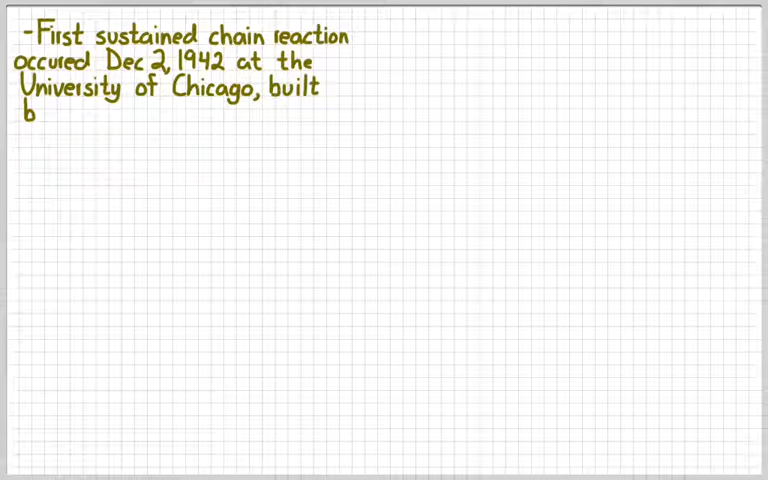 -First sustained chain reaction
occured Dec 2, 1942 at the
University of Chicago, built
b